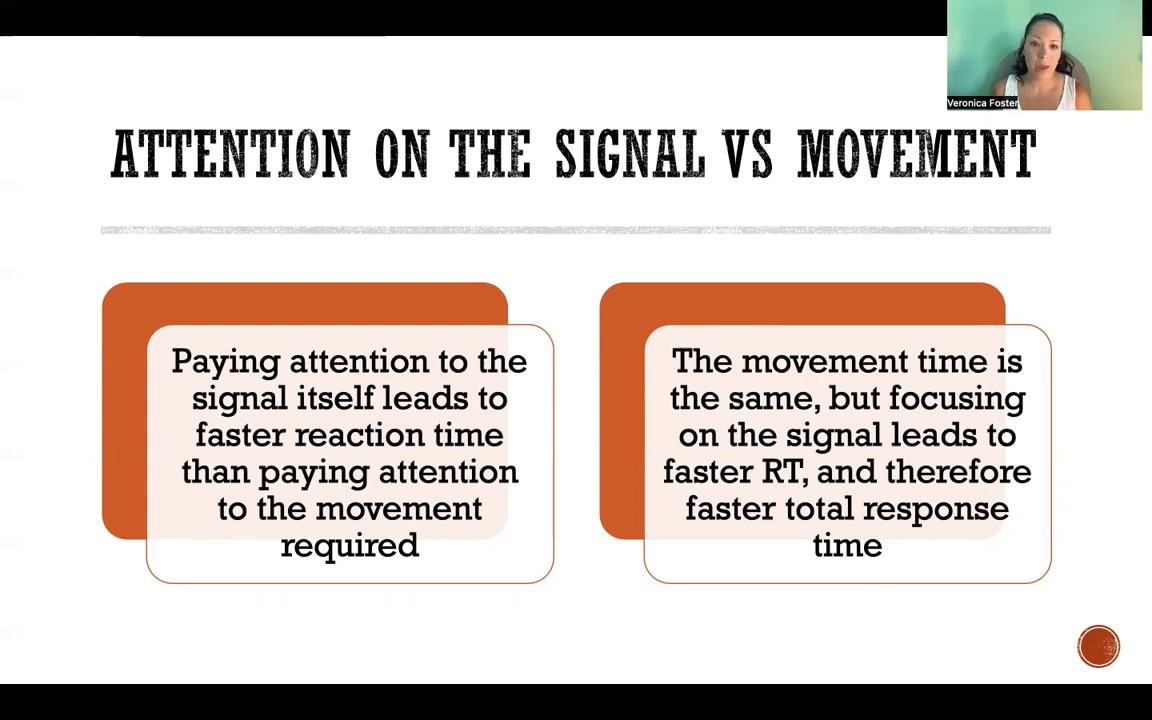 Veronica Foster
ATTENTION ON THE SIGNAL VS MOVEMENT
Paying attention to the
signal itself leads to
faster reaction time
than paying attention
to the movement
required
The movement time is
the same, but focusing
on the signal leads to
faster RT, and therefore
faster total response
time